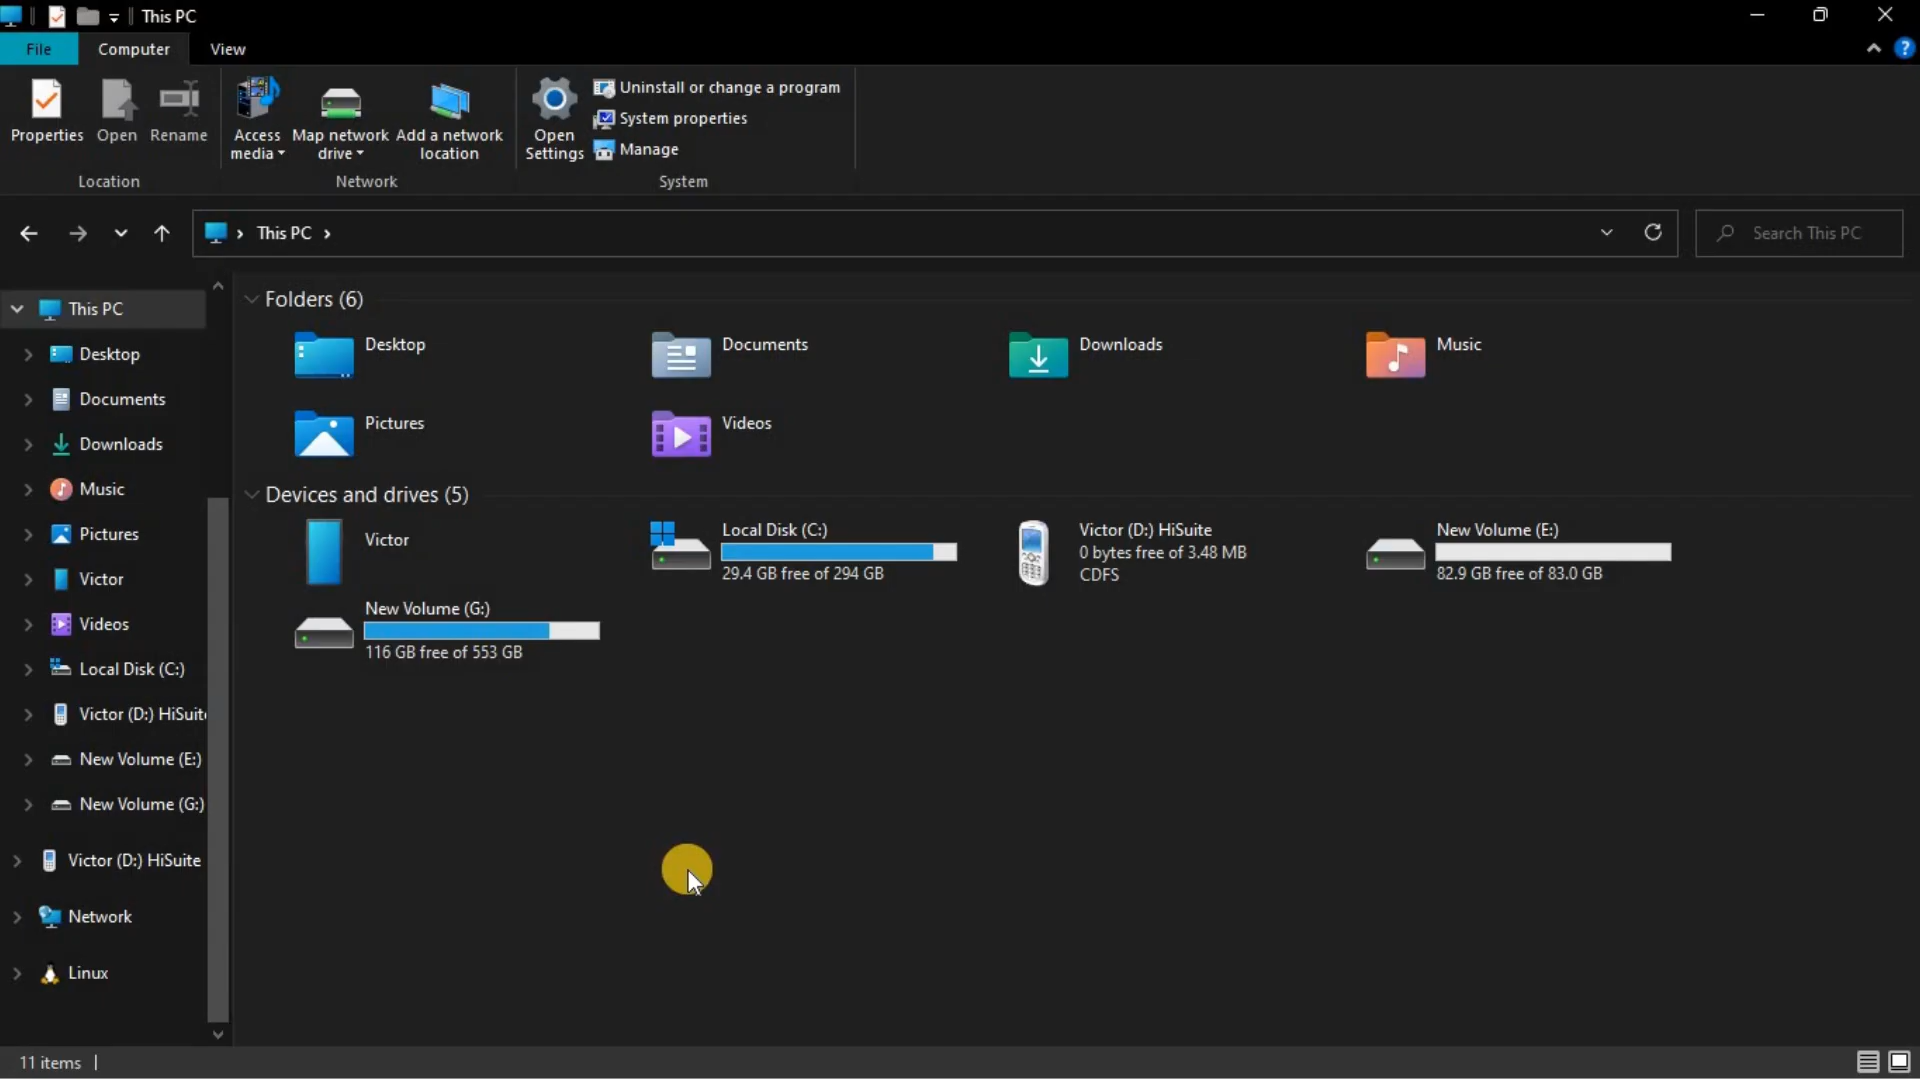 This PC
File Computer View
Properties Open Rename Access media Map network drive Add a network location Open Settings Uninstall or change a program
System properties
Manage
Location Network System
This PC Search This PC
This PC
Desktop
Documents
Downloads
Music
Pictures
Victor
Videos
Local Disk (C:)
Victor (D:) HiSuit
New Volume (E:)
New Volume (G:)
Victor (D:) HiSuite
Network
Linux
Folders (6)
Desktop Documents Downloads Music
Pictures Videos
Devices and drives (5)
Victor
Local Disk (C:)
29.4 GB free of 294 GB
Victor (D:) HiSuite
0 bytes free of 3.48 MB
CDFS
New Volume (E:)
82.9 GB free of 83.0 GB
New Volume (G:)
116 GB free of 553 GB
11 items